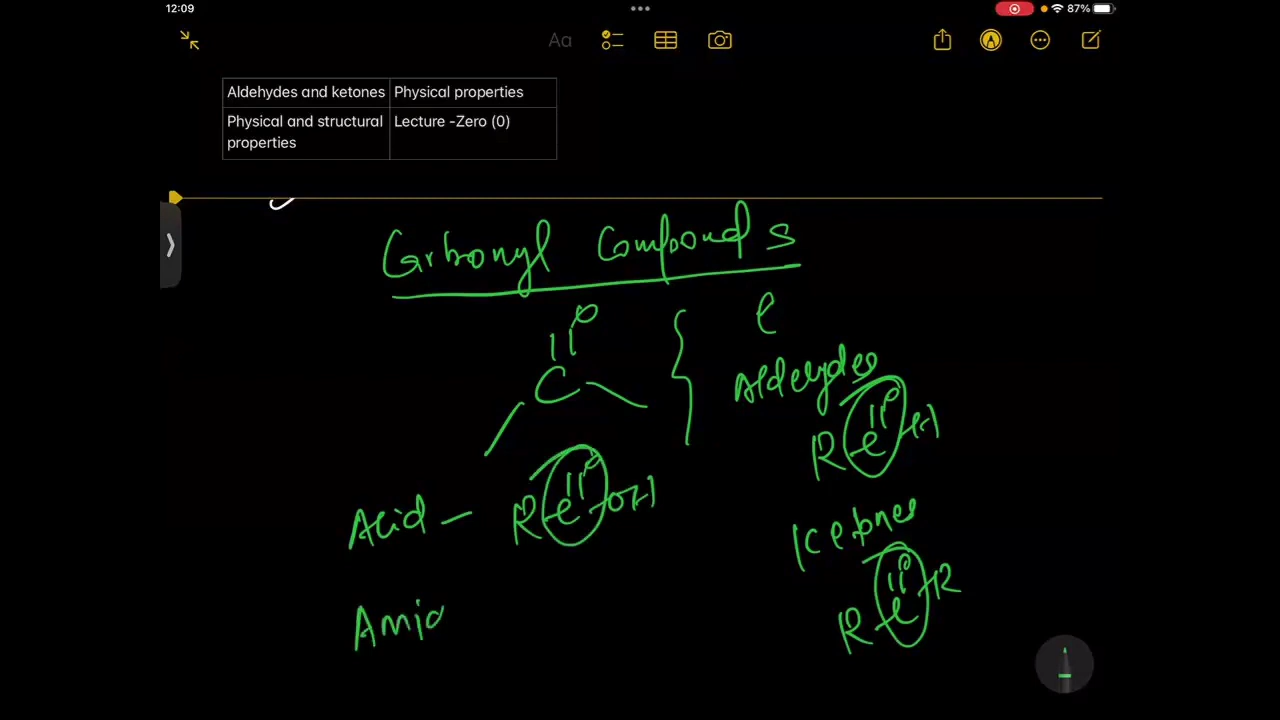 12:09
87%
Aa
Aldehydes and ketones Physical properties
Physical and structural properties Lecture -Zero (0)
Carbonyl Compounds
O
C
Aldehydes
O
R C H
Acid - R C OH
O
Ketones
O
R C R
Amid